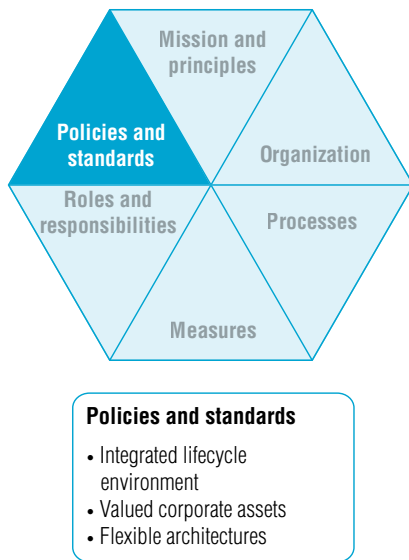 Mission and
principles
Policies and
standards
Organization
Roles and
responsibilities
Processes
Measures
Policies and standards
• Integrated lifecycle
environment
• Valued corporate assets
• Flexible architectures